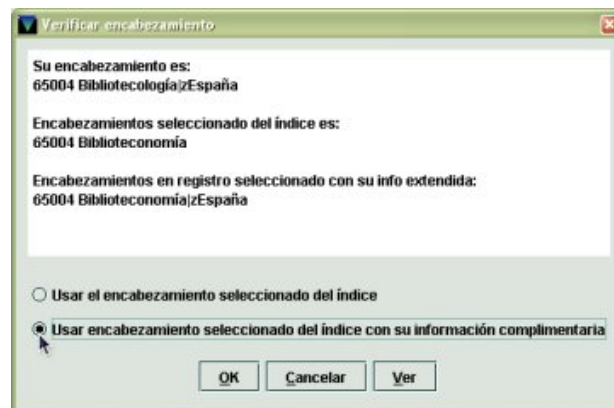 Verificar encabezamiento
Su encabezamiento es:
65004 Bibliotecología|zEspaña
Encabezamientos seleccionado del índice es:
65004 Biblioteconomía
Encabezamientos en registro seleccionado con su info extendida:
65004 Biblioteconomía|zEspaña
Usar el encabezamiento seleccionado del índice
Usar encabezamiento seleccionado del índice con su información complimentaria
OK Cancelar Ver